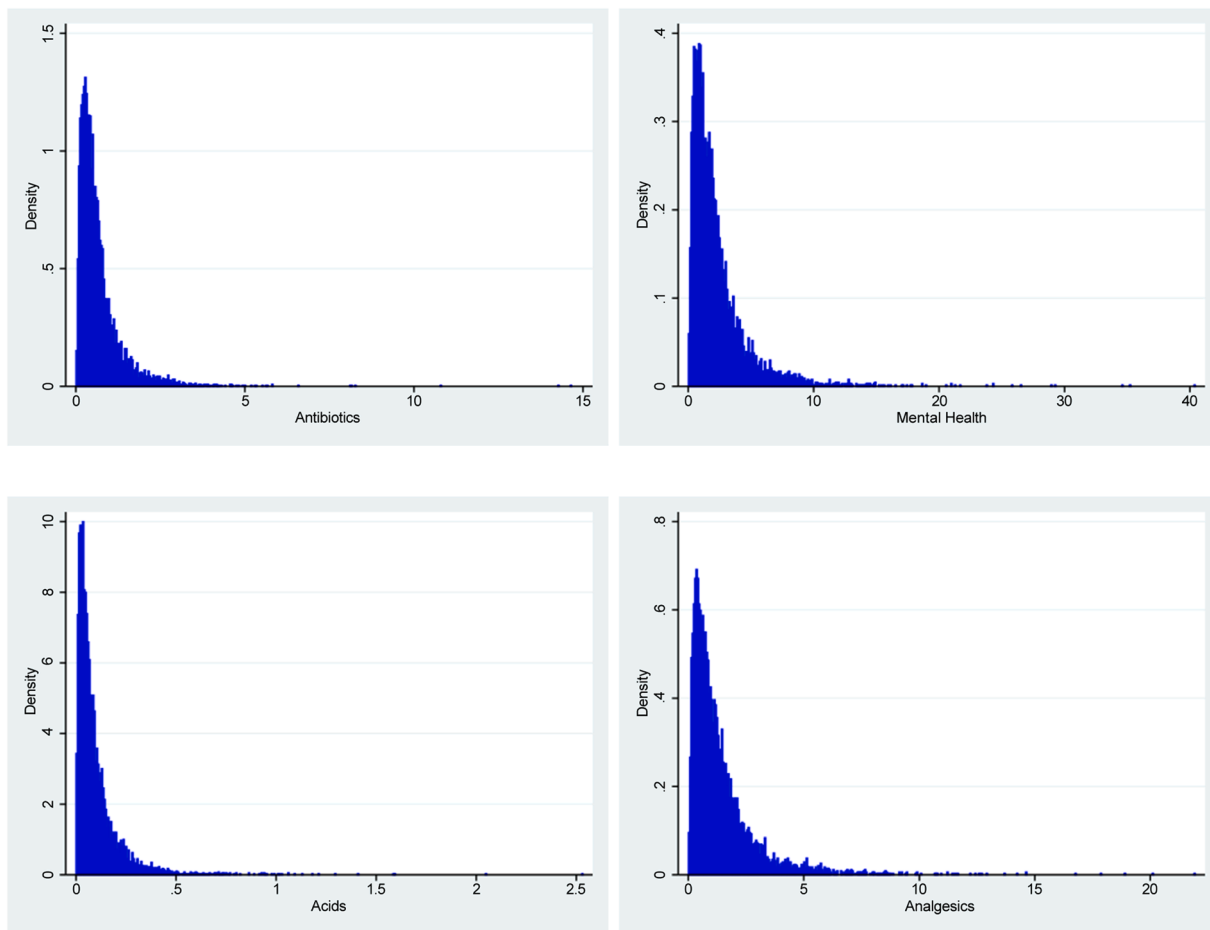 1.5
1
.5
0
Density
0 5 10 15
Antibiotics
.4
.3
.2
.1
0
Density
0 10 20 30 40
Mental Health
10
8
6
4
2
0
Density
0 .5 1 1.5 2 2.5
Acids
.8
.6
.4
.2
0
Density
0 5 10 15 20
Analgesics